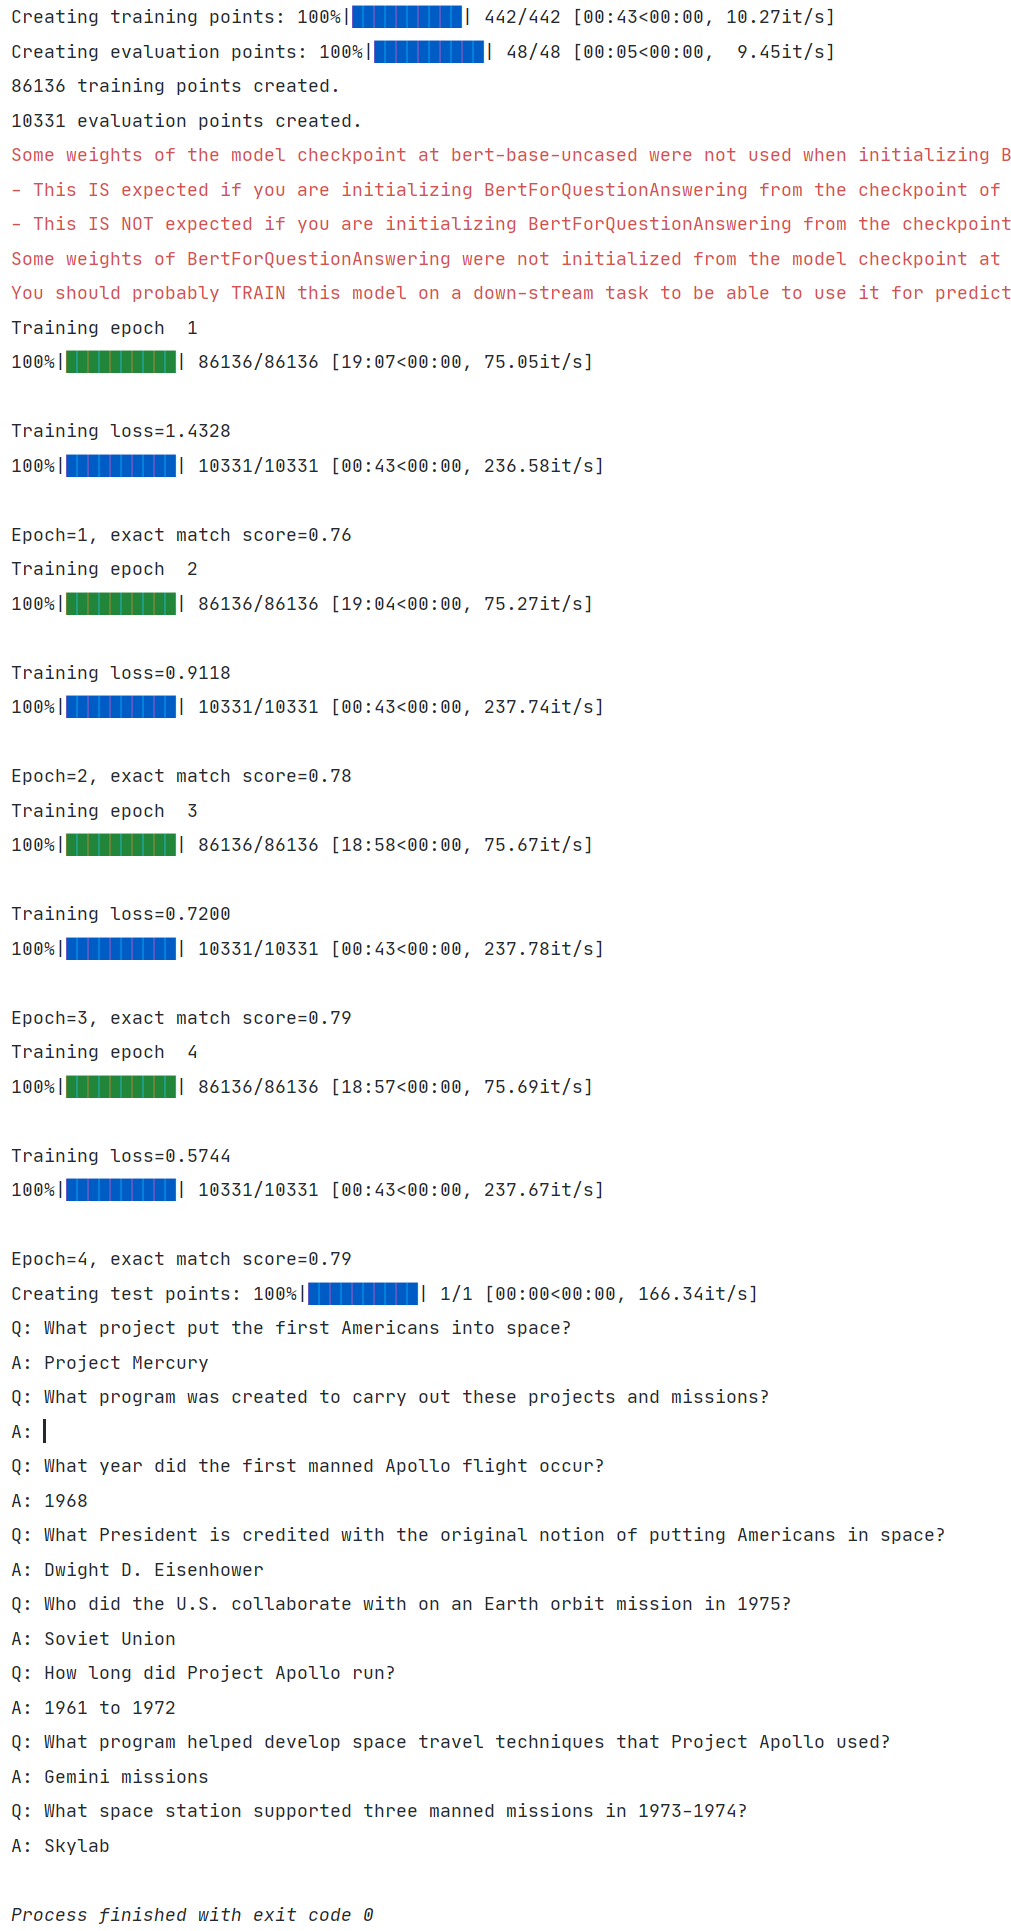 Creating training points: 100%|██████████| 442/442 [00:43<00:00, 10.27it/s]
Creating evaluation points: 100%|██████████| 48/48 [00:05<00:00,  9.45it/s]
86136 training points created.
10331 evaluation points created.
Some weights of the model checkpoint at bert-base-uncased were not used when initializing B
- This IS expected if you are initializing BertForQuestionAnswering from the checkpoint of
- This IS NOT expected if you are initializing BertForQuestionAnswering from the checkpoint
Some weights of BertForQuestionAnswering were not initialized from the model checkpoint at
You should probably TRAIN this model on a down-stream task to be able to use it for predict
Training epoch  1
100%|██████████| 86136/86136 [19:07<00:00, 75.05it/s]
Training loss=1.4328
100%|██████████| 10331/10331 [00:43<00:00, 236.58it/s]
Epoch=1, exact match score=0.76
Training epoch  2
100%|██████████| 86136/86136 [19:04<00:00, 75.27it/s]
Training loss=0.9118
100%|██████████| 10331/10331 [00:43<00:00, 237.74it/s]
Epoch=2, exact match score=0.78
Training epoch  3
100%|██████████| 86136/86136 [18:58<00:00, 75.67it/s]
Training loss=0.7200
100%|██████████| 10331/10331 [00:43<00:00, 237.78it/s]
Epoch=3, exact match score=0.79
Training epoch  4
100%|██████████| 86136/86136 [18:57<00:00, 75.69it/s]
Training loss=0.5744
100%|██████████| 10331/10331 [00:43<00:00, 237.67it/s]
Epoch=4, exact match score=0.79
Creating test points: 100%|██████████| 1/1 [00:00<00:00, 166.34it/s]
Q: What project put the first Americans into space?
A: Project Mercury
Q: What program was created to carry out these projects and missions?
A:
Q: What year did the first manned Apollo flight occur?
A: 1968
Q: What President is credited with the original notion of putting Americans in space?
A: Dwight D. Eisenhower
Q: Who did the U.S. collaborate with on an Earth orbit mission in 1975?
A: Soviet Union
Q: How long did Project Apollo run?
A: 1961 to 1972
Q: What program helped develop space travel techniques that Project Apollo used?
A: Gemini missions
Q: What space station supported three manned missions in 1973-1974?
A: Skylab
Process finished with exit code 0